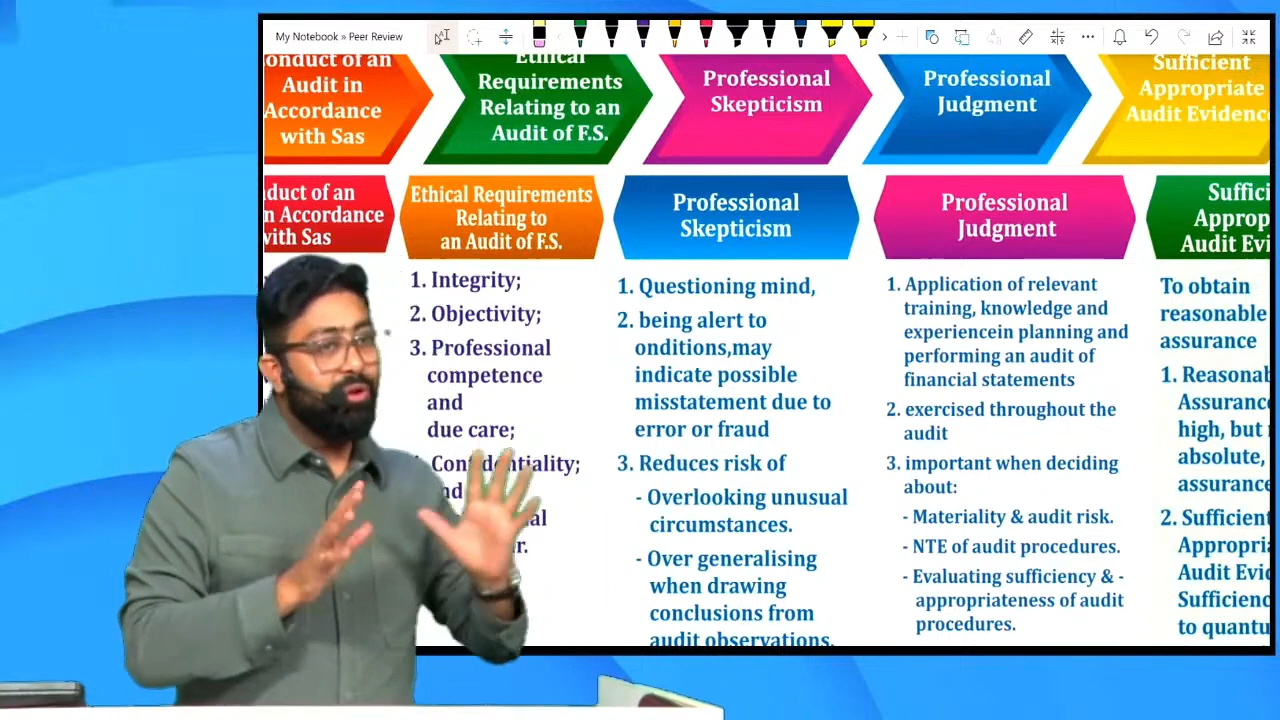 My Notebook » Peer Review
onduct of an
Audit in
Accordance
with Sas
Ethical
Requirements
Relating to an
Audit of F.S.
Professional
Skepticism
Professional
Judgment
Sufficient
Appropriate
Audit Evidenc
duct of an
n Accordance
with Sas
Ethical Requirements
Relating to
an Audit of F.S.
1. Integrity;
2. Objectivity;
3. Professional
competence
and
due care;
Confidentiality;
nd
al
r.
Professional
Skepticism
1. Questioning mind,
2. being alert to
onditions,may
indicate possible
misstatement due to
error or fraud
3. Reduces risk of
- Overlooking unusual
circumstances.
- Over generalising
when drawing
conclusions from
audit observations.
Professional
Judgment
1. Application of relevant
training, knowledge and
experiencein planning and
performing an audit of
financial statements
2. exercised throughout the
audit
3. important when deciding
about:
- Materiality & audit risk.
- NTE of audit procedures.
- Evaluating sufficiency & -
appropriateness of audit
procedures.
Suffici
Approp
Audit Evi
To obtain
reasonable
assurance
1. Reasonab
Assurance
high, but
absolute,
assurance
2. Sufficient
Appropria
Audit Evid
Sufficienc
to quantu